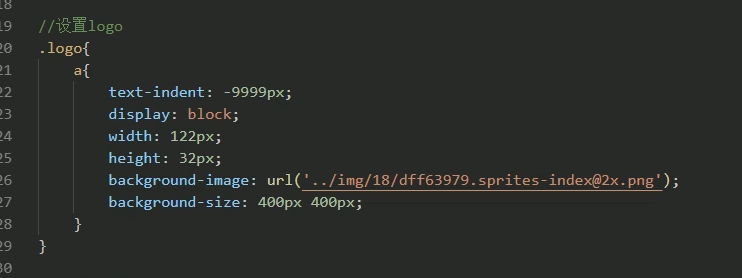 18
19 //设置logo
20 .logo{
21 a{
22 text-indent: -9999px;
23 display: block;
24 width: 122px;
25 height: 32px;
26 background-image: url('../img/18/dff63979.sprites-index@2x.png');
27 background-size: 400px 400px;
28 }
29 }
30